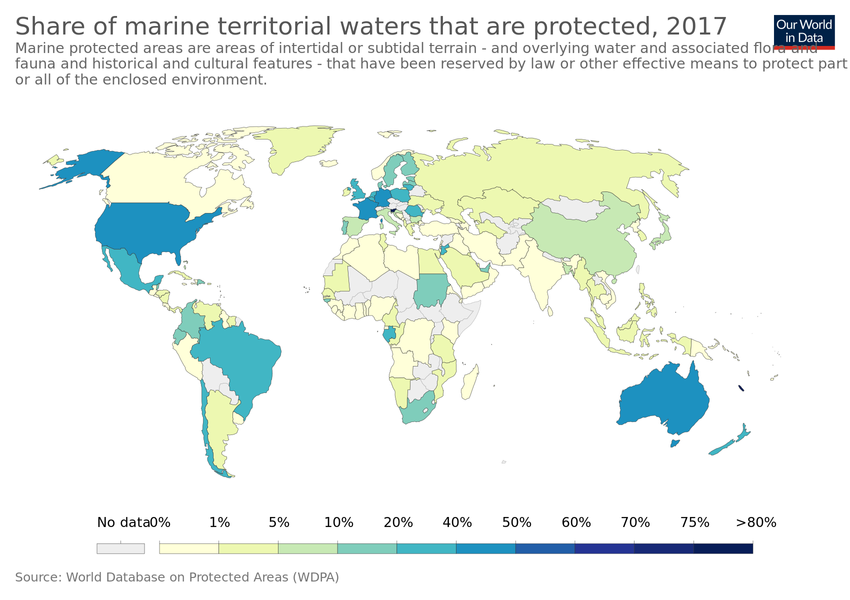 Share of marine territorial waters that are protected, 2017
Our World
in Data
Marine protected areas are areas of intertidal or subtidal terrain - and overlying water and associated flora and
fauna and historical and cultural features - that have been reserved by law or other effective means to protect part
or all of the enclosed environment.
No data 0% 1% 5% 10% 20% 40% 50% 60% 70% 75% >80%
Source: World Database on Protected Areas (WDPA)